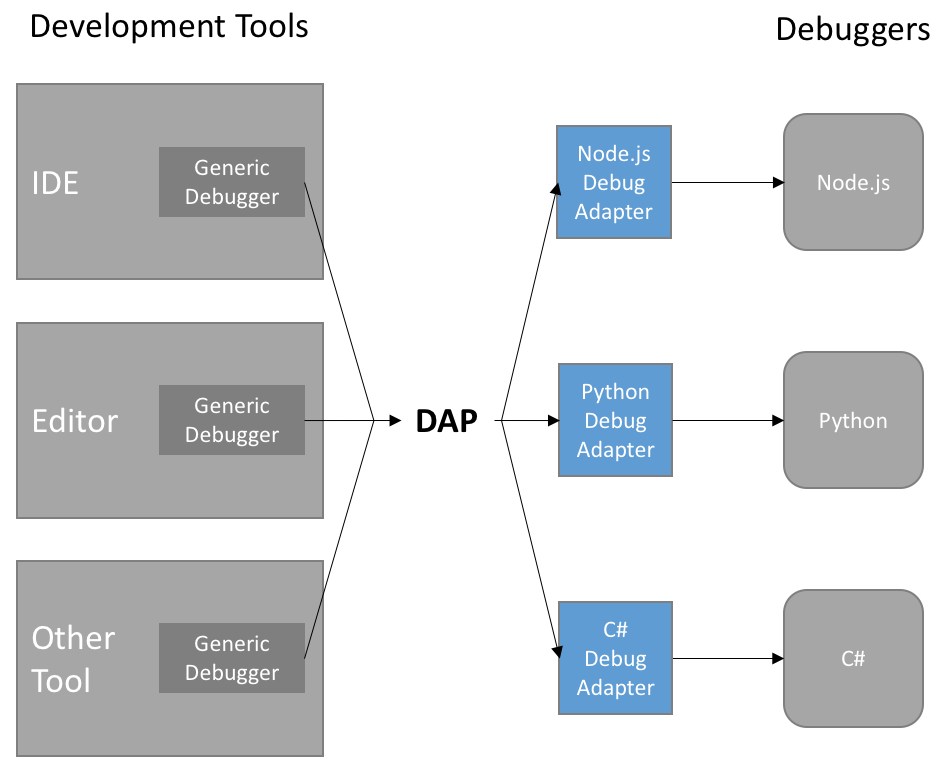 Development Tools
Debuggers
IDE
Generic
Debugger
Node.js
Debug
Adapter
Node.js
Editor
Generic
Debugger
DAP
Python
Debug
Adapter
Python
Other
Tool
Generic
Debugger
C#
Debug
Adapter
C#